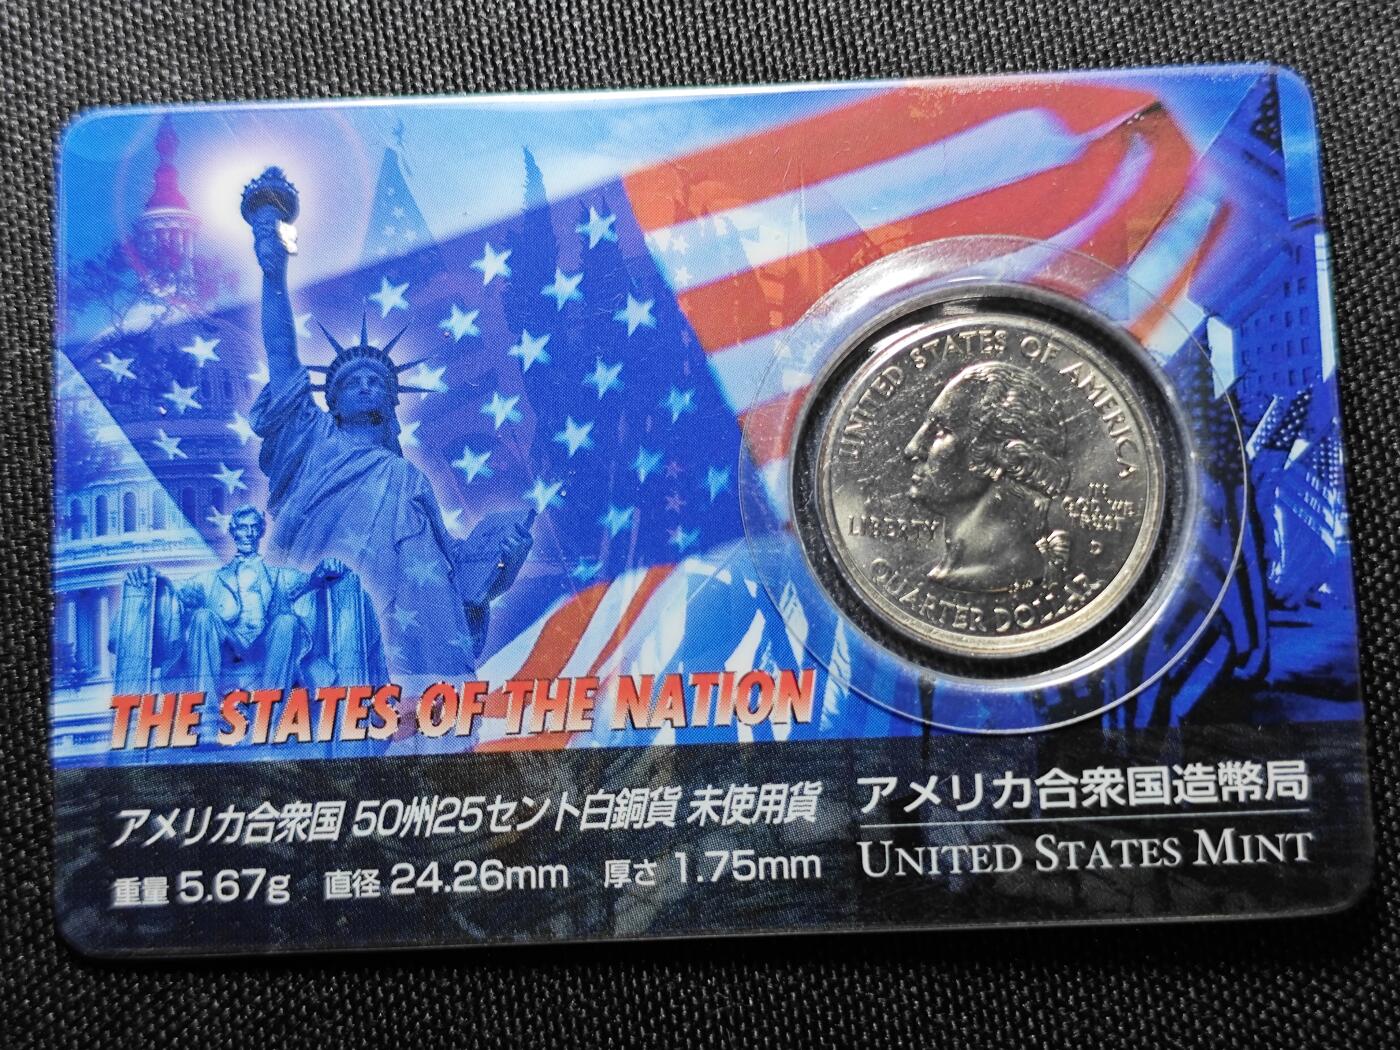 UNITED STATES OF AMERICA
LIBERTY
IN
GOD WE
TRUST
D
QUARTER DOLLAR
THE STATES OF THE NATION
アメリカ合衆国 50州25セント白銅貨 未使用貨
重量 5.67g 直径 24.26mm 厚さ 1.75mm
アメリカ合衆国造幣局
UNITED STATES MINT